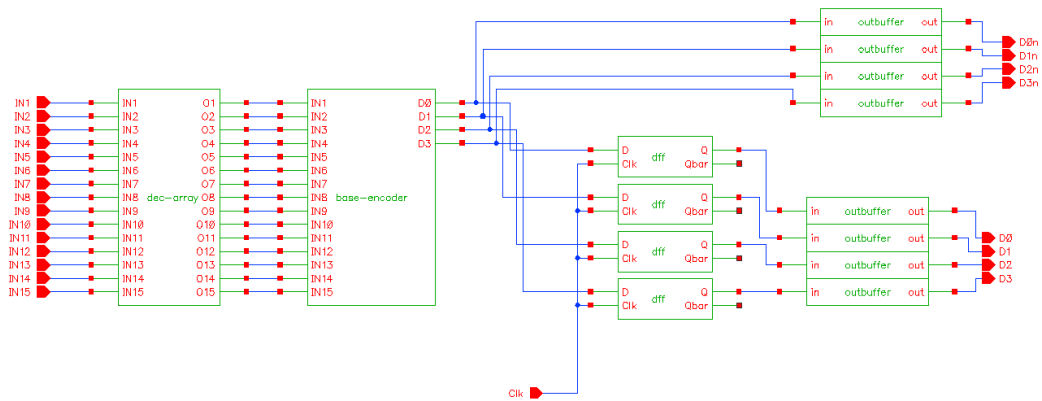 in outbuffer out
D0n
in outbuffer out
D1n
in outbuffer out
D2n
in outbuffer out
D3n
IN1 IN1 O1 IN1 D0
IN2 IN2 O2 IN2 D1
IN3 IN3 O3 IN3 D2
IN4 IN4 O4 IN4 D3
IN5 IN5 O5 IN5
IN6 IN6 O6 IN6
IN7 IN7 O7 IN7
IN8 IN8 dec-array O8 IN8 base-encoder
IN9 IN9 O9 IN9
IN10 IN10 O10 IN10
IN11 IN11 O11 IN11
IN12 IN12 O12 IN12
IN13 IN13 O13 IN13
IN14 IN14 O14 IN14
IN15 IN15 O15 IN15
D dff Q
Clk Qbar
D dff Q
Clk Qbar
D dff Q
Clk Qbar
D dff Q
Clk Qbar
in outbuffer out
D0
in outbuffer out
D1
in outbuffer out
D2
in outbuffer out
D3
Clk